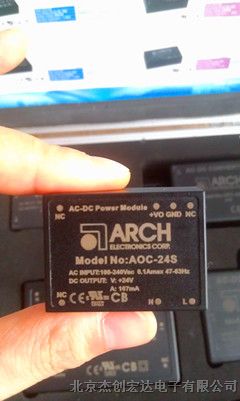 AC-DC Power Module
NC +VO GND NC
ARCH
ELECTRONICS CORP.
Model No:AOC-24S
AC INPUT:100-240Vac 0.1Amax 47-63Hz
DC OUTPUT: V: +24V
A: 167mA
NC CE CB N L
北京杰创宏达电子有限公司